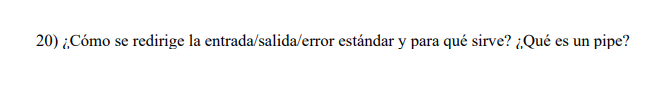 20) ¿Cómo se redirige la entrada/salida/error estándar y para qué sirve? ¿Qué es un pipe?